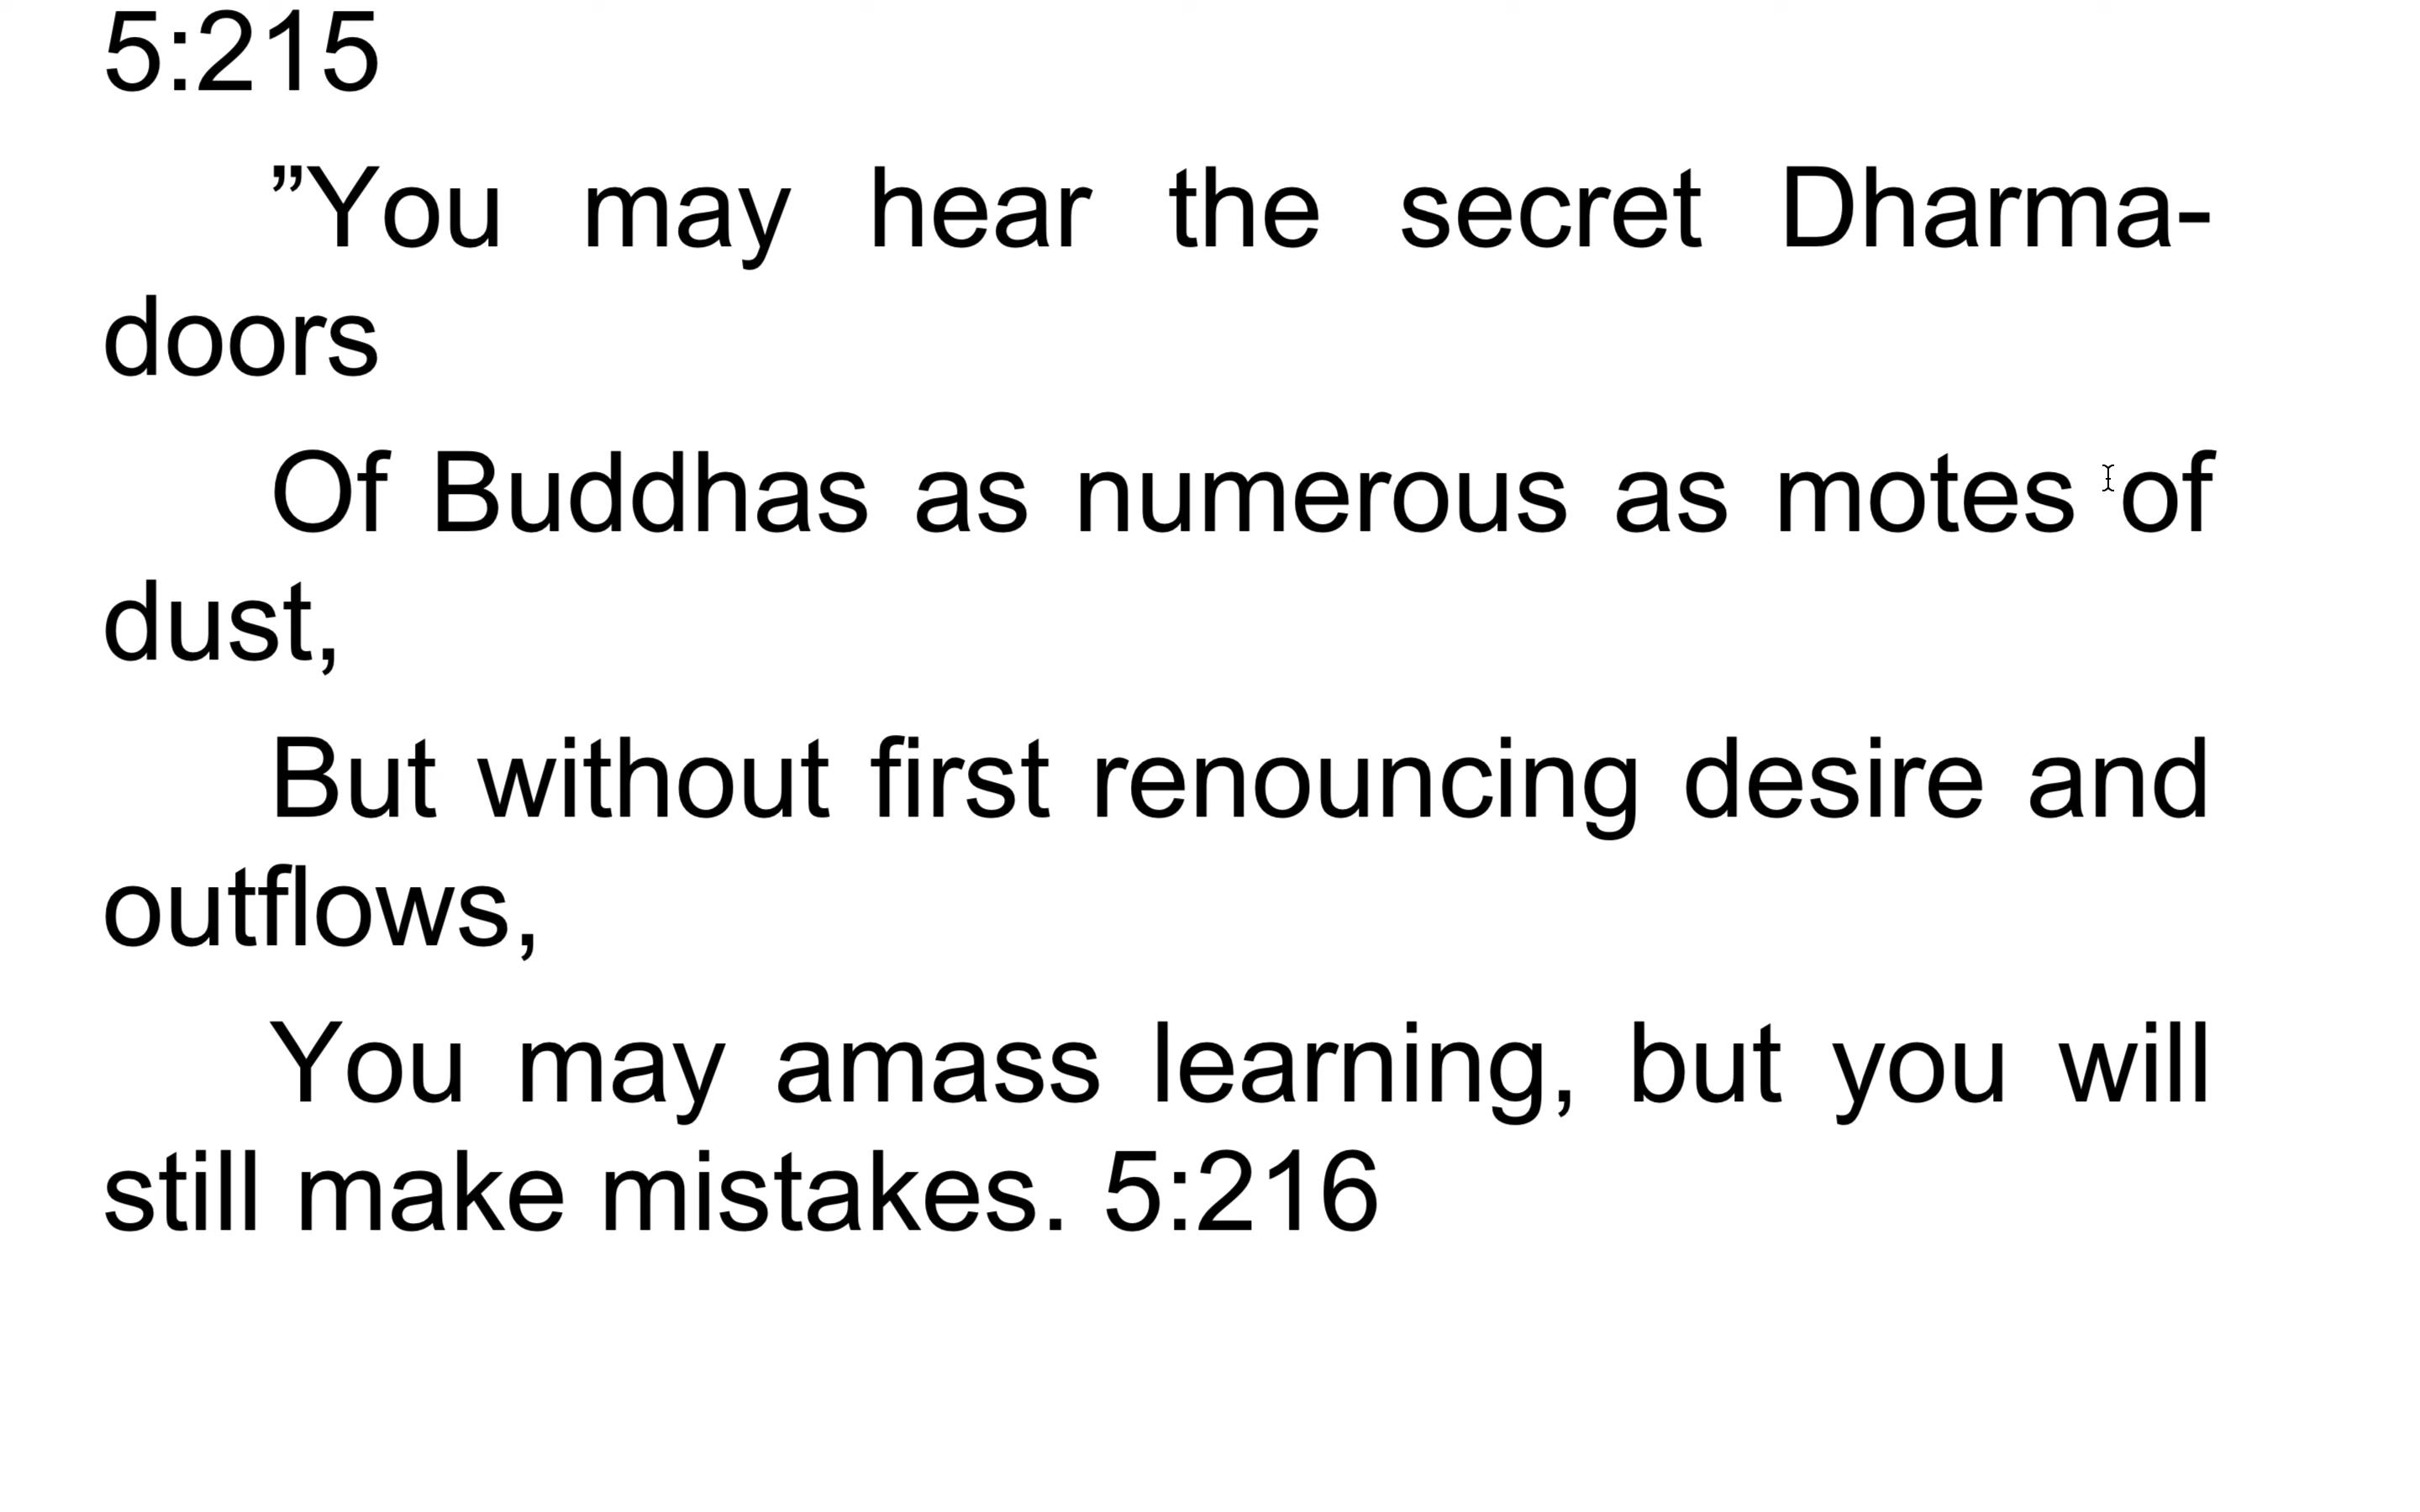 5:215
”You may hear the secret Dharma-
doors
Of Buddhas as numerous as motes of
dust,
But without first renouncing desire and
outflows,
You may amass learning, but you will
still make mistakes. 5:216